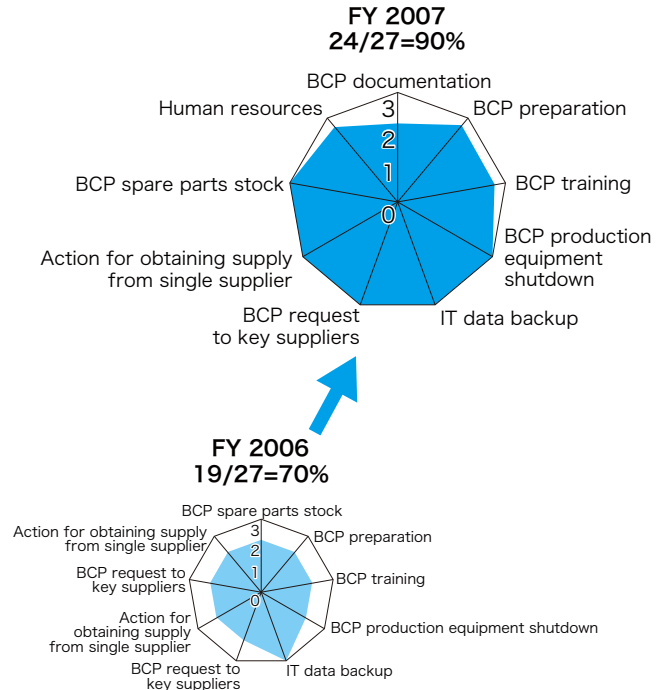 FY 2007
24/27=90%
BCP documentation
Human resources
BCP preparation
3
2
1
0
BCP spare parts stock
BCP training
Action for obtaining supply
from single supplier
BCP production
equipment
shutdown
BCP request
to key suppliers
IT data backup
FY 2006
19/27=70%
BCP spare parts stock
Action for obtaining supply
from single supplier
BCP preparation
3
2
1
0
BCP request to
key suppliers
BCP training
Action for
obtaining supply
from single supplier
BCP production equipment shutdown
BCP request to
key suppliers
IT data backup